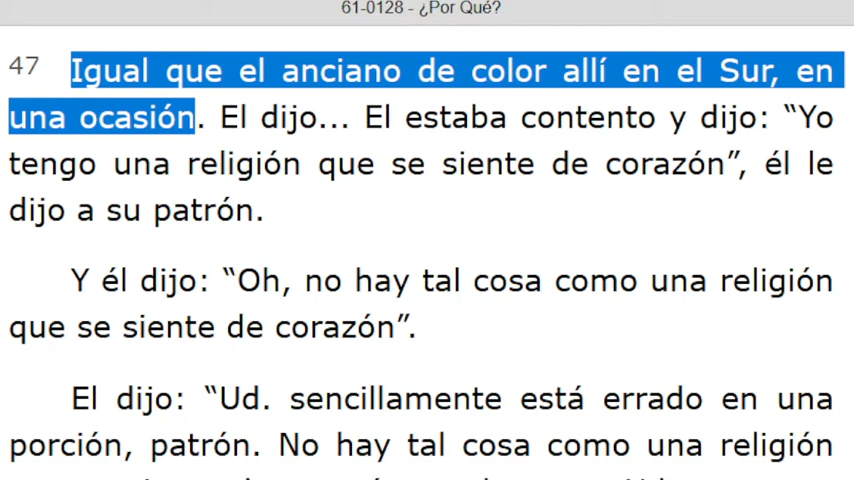 61-0128 - ¿Por Qué?
47 Igual que el anciano de color allí en el Sur, en
una ocasión. El dijo... El estaba contento y dijo: “Yo
tengo una religión que se siente de corazón”, él le
dijo a su patrón.
Y él dijo: “Oh, no hay tal cosa como una religión
que se siente de corazón”.
El dijo: “Ud. sencillamente está errado en una
porción, patrón. No hay tal cosa como una religión